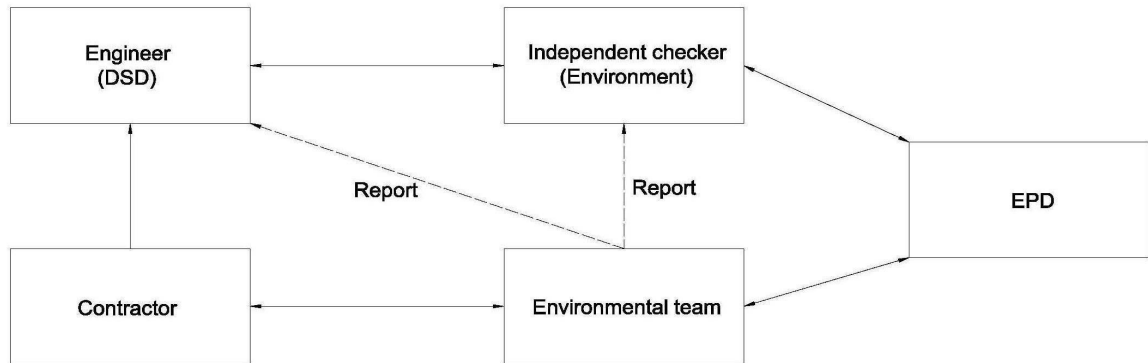 Engineer
(DSD)
Independent checker
(Environment)
Report
Report
EPD
Contractor
Environmental team